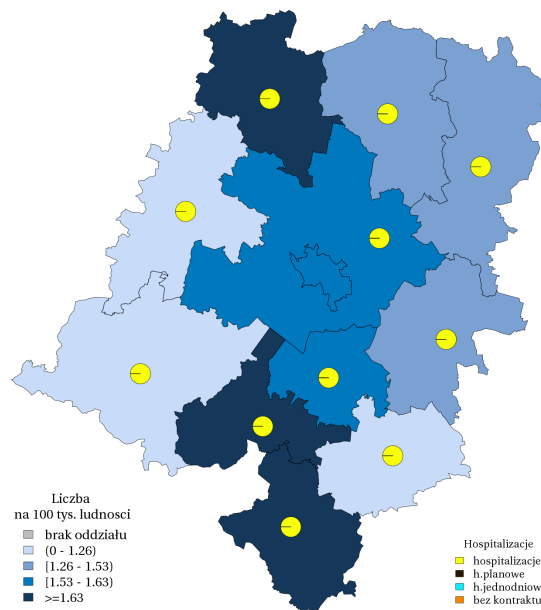 Liczba
na 100 tys. ludnosci
brak oddziału
(0 - 1.26)
[1.26 - 1.53)
[1.53 - 1.63)
>=1.63
Hospitalizacje
hospitalizacje
h.planowe
h.jednodniow
bez kontraktu